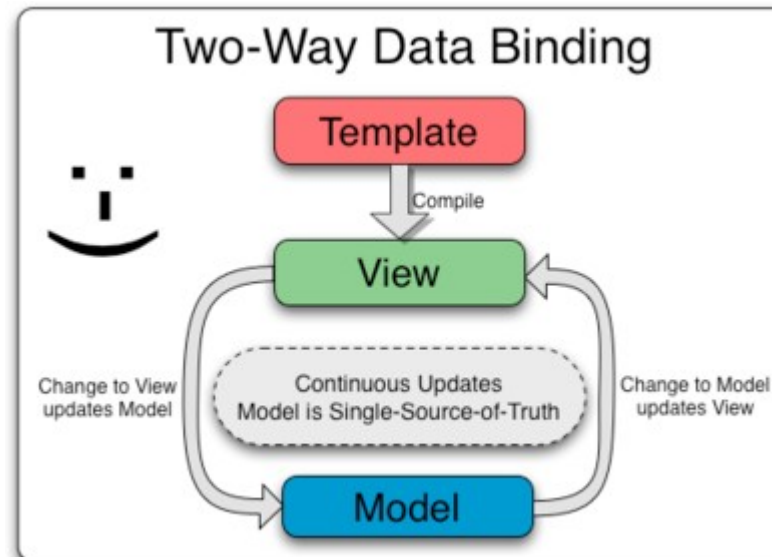 Two-Way Data Binding
Template
Compile
View
Change to View
updates Model
Continuous Updates
Model is Single-Source-of-Truth
Change to Model
updates View
Model